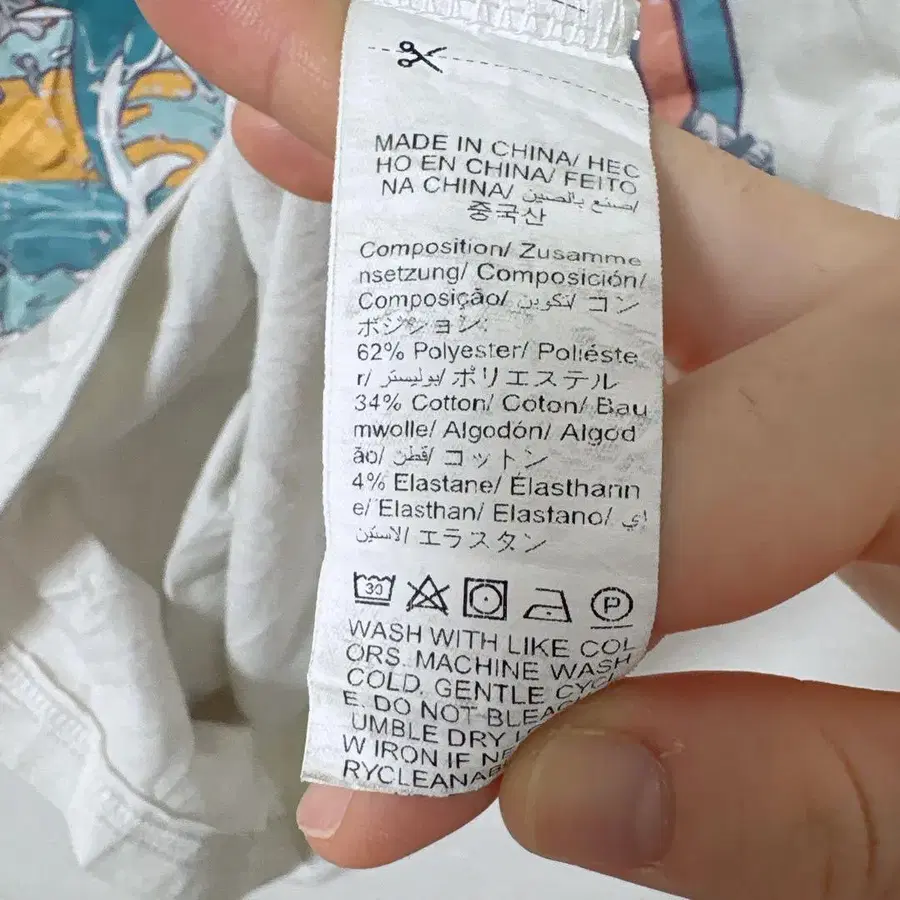 MADE IN CHINA/ HEC
HO EN CHINA/ FEITO
NA CHINA/ صنع بالصين/
중국산
Composition/ Zusamme
nsetzung/ Composición/
Composição/ تكوين/ コン
ポジション:
62% Polyester/ Poliéste
r/ بوليستر/ ポリエステル
34% Cotton/ Coton/ Bau
mwolle/ Algodón/ Algod
ão/ قطن/ コットン
4% Elastane/ Élasthann
e/ Elasthan/ Elastano/
エラスタン
30
P
WASH WITH LIKE COL
ORS. MACHINE WASH
COLD, GENTLE CYC
E. DO NOT BLEAC
UMBLE DRY
W IRON IF NE
RYCLEANAB